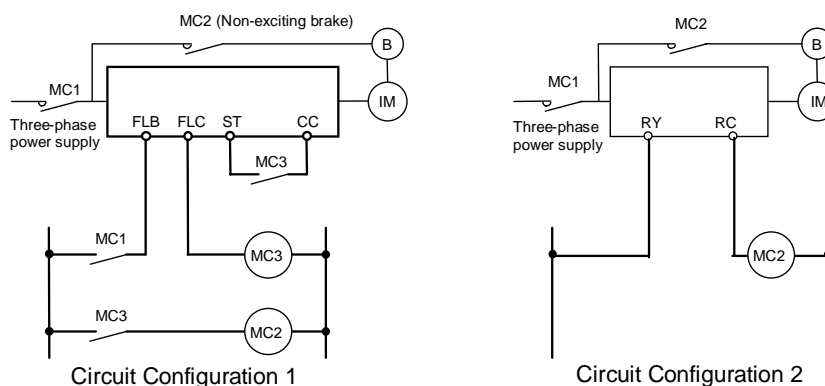 MC2 (Non-exciting brake)
B
MC1
IM
Three-phase
power supply
FLB FLC ST CC
MC3
MC1
MC3
MC3
MC2
Circuit Configuration 1
MC2
B
MC1
IM
Three-phase
power supply
RY RC
MC2
Circuit Configuration 2